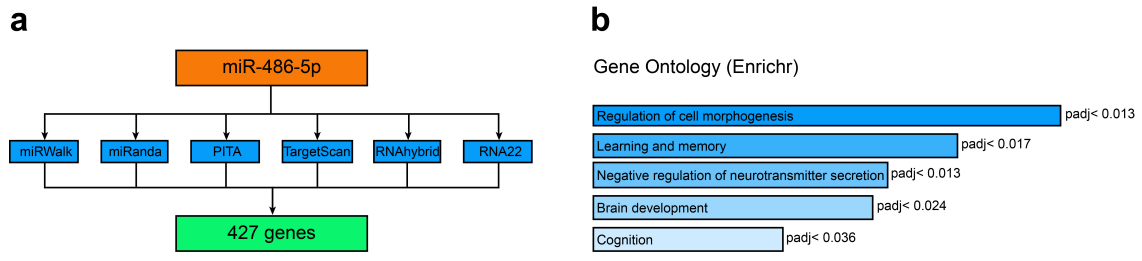 a
miR-486-5p
miRWalk miRanda PITA TargetScan RNAhybrid RNA22
427 genes
b
Gene Ontology (Enrichr)
Regulation of cell morphogenesis padj< 0.013
Learning and memory padj< 0.017
Negative regulation of neurotransmitter secretion padj< 0.013
Brain development padj< 0.024
Cognition padj< 0.036